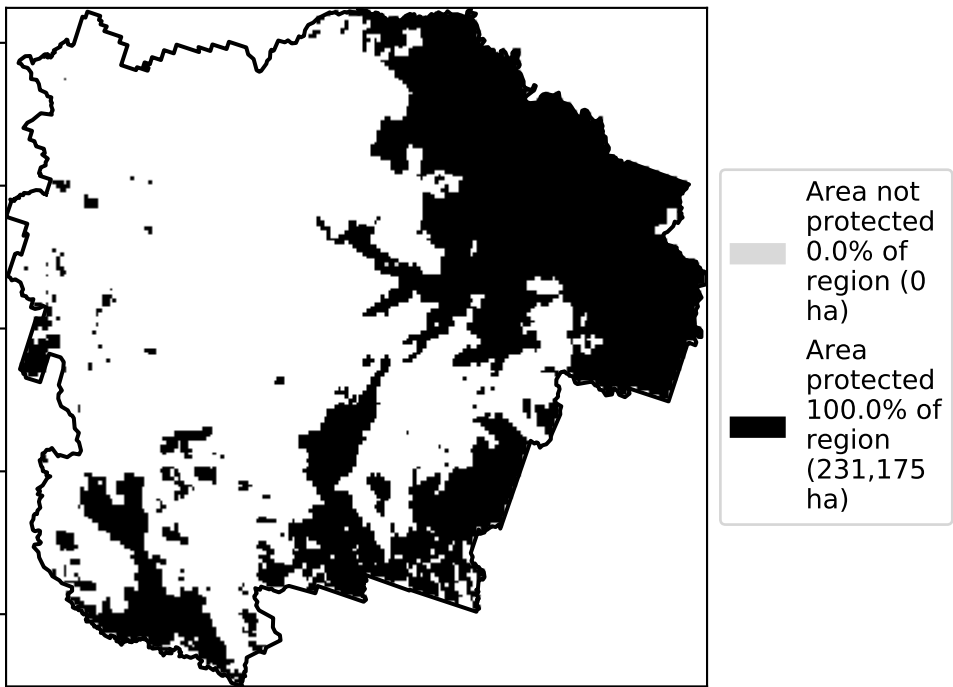 Area not
protected
0.0% of
region (0
ha)
Area
protected
100.0% of
region
(231,175
ha)